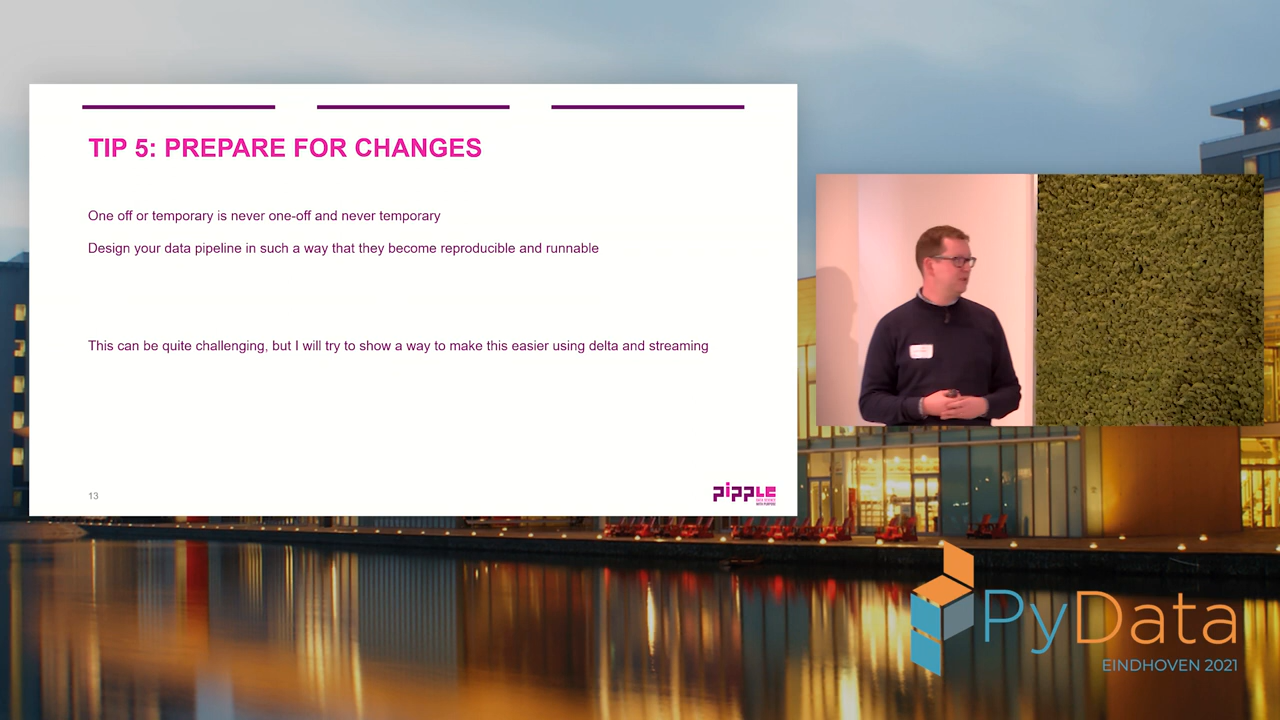 TIP 5: PREPARE FOR CHANGES
One off or temporary is never one-off and never temporary
Design your data pipeline in such a way that they become reproducible and runnable
This can be quite challenging, but I will try to show a way to make this easier using delta and streaming
13
pipple
PyData
EINDHOVEN 2021